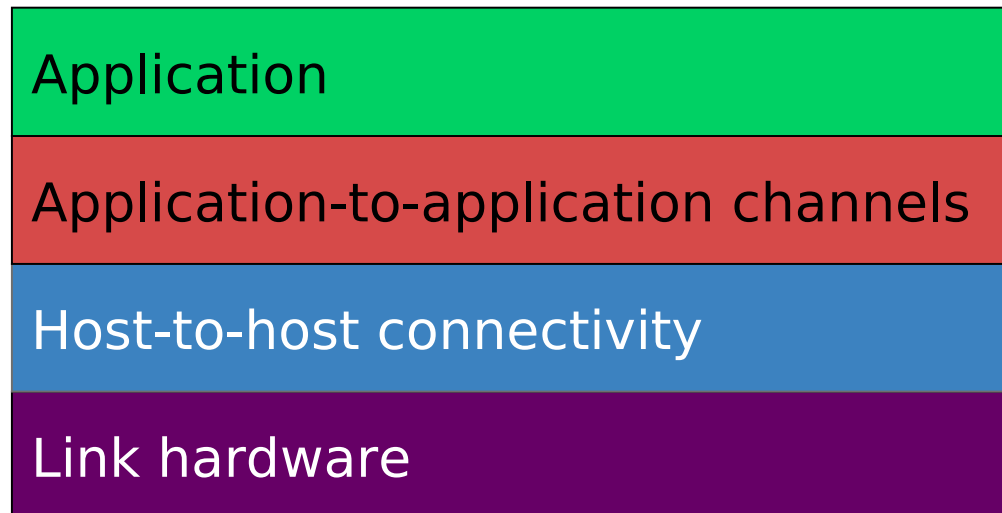 Application
Application-to-application channels
Host-to-host connectivity
Link hardware